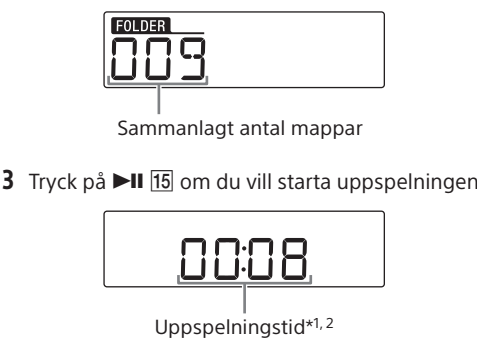 FOLDER
009
Sammanlagt antal mappar
3 Tryck på ▶II 15 om du vill starta uppspelningen
00:08
Uppspelningstid*1, 2